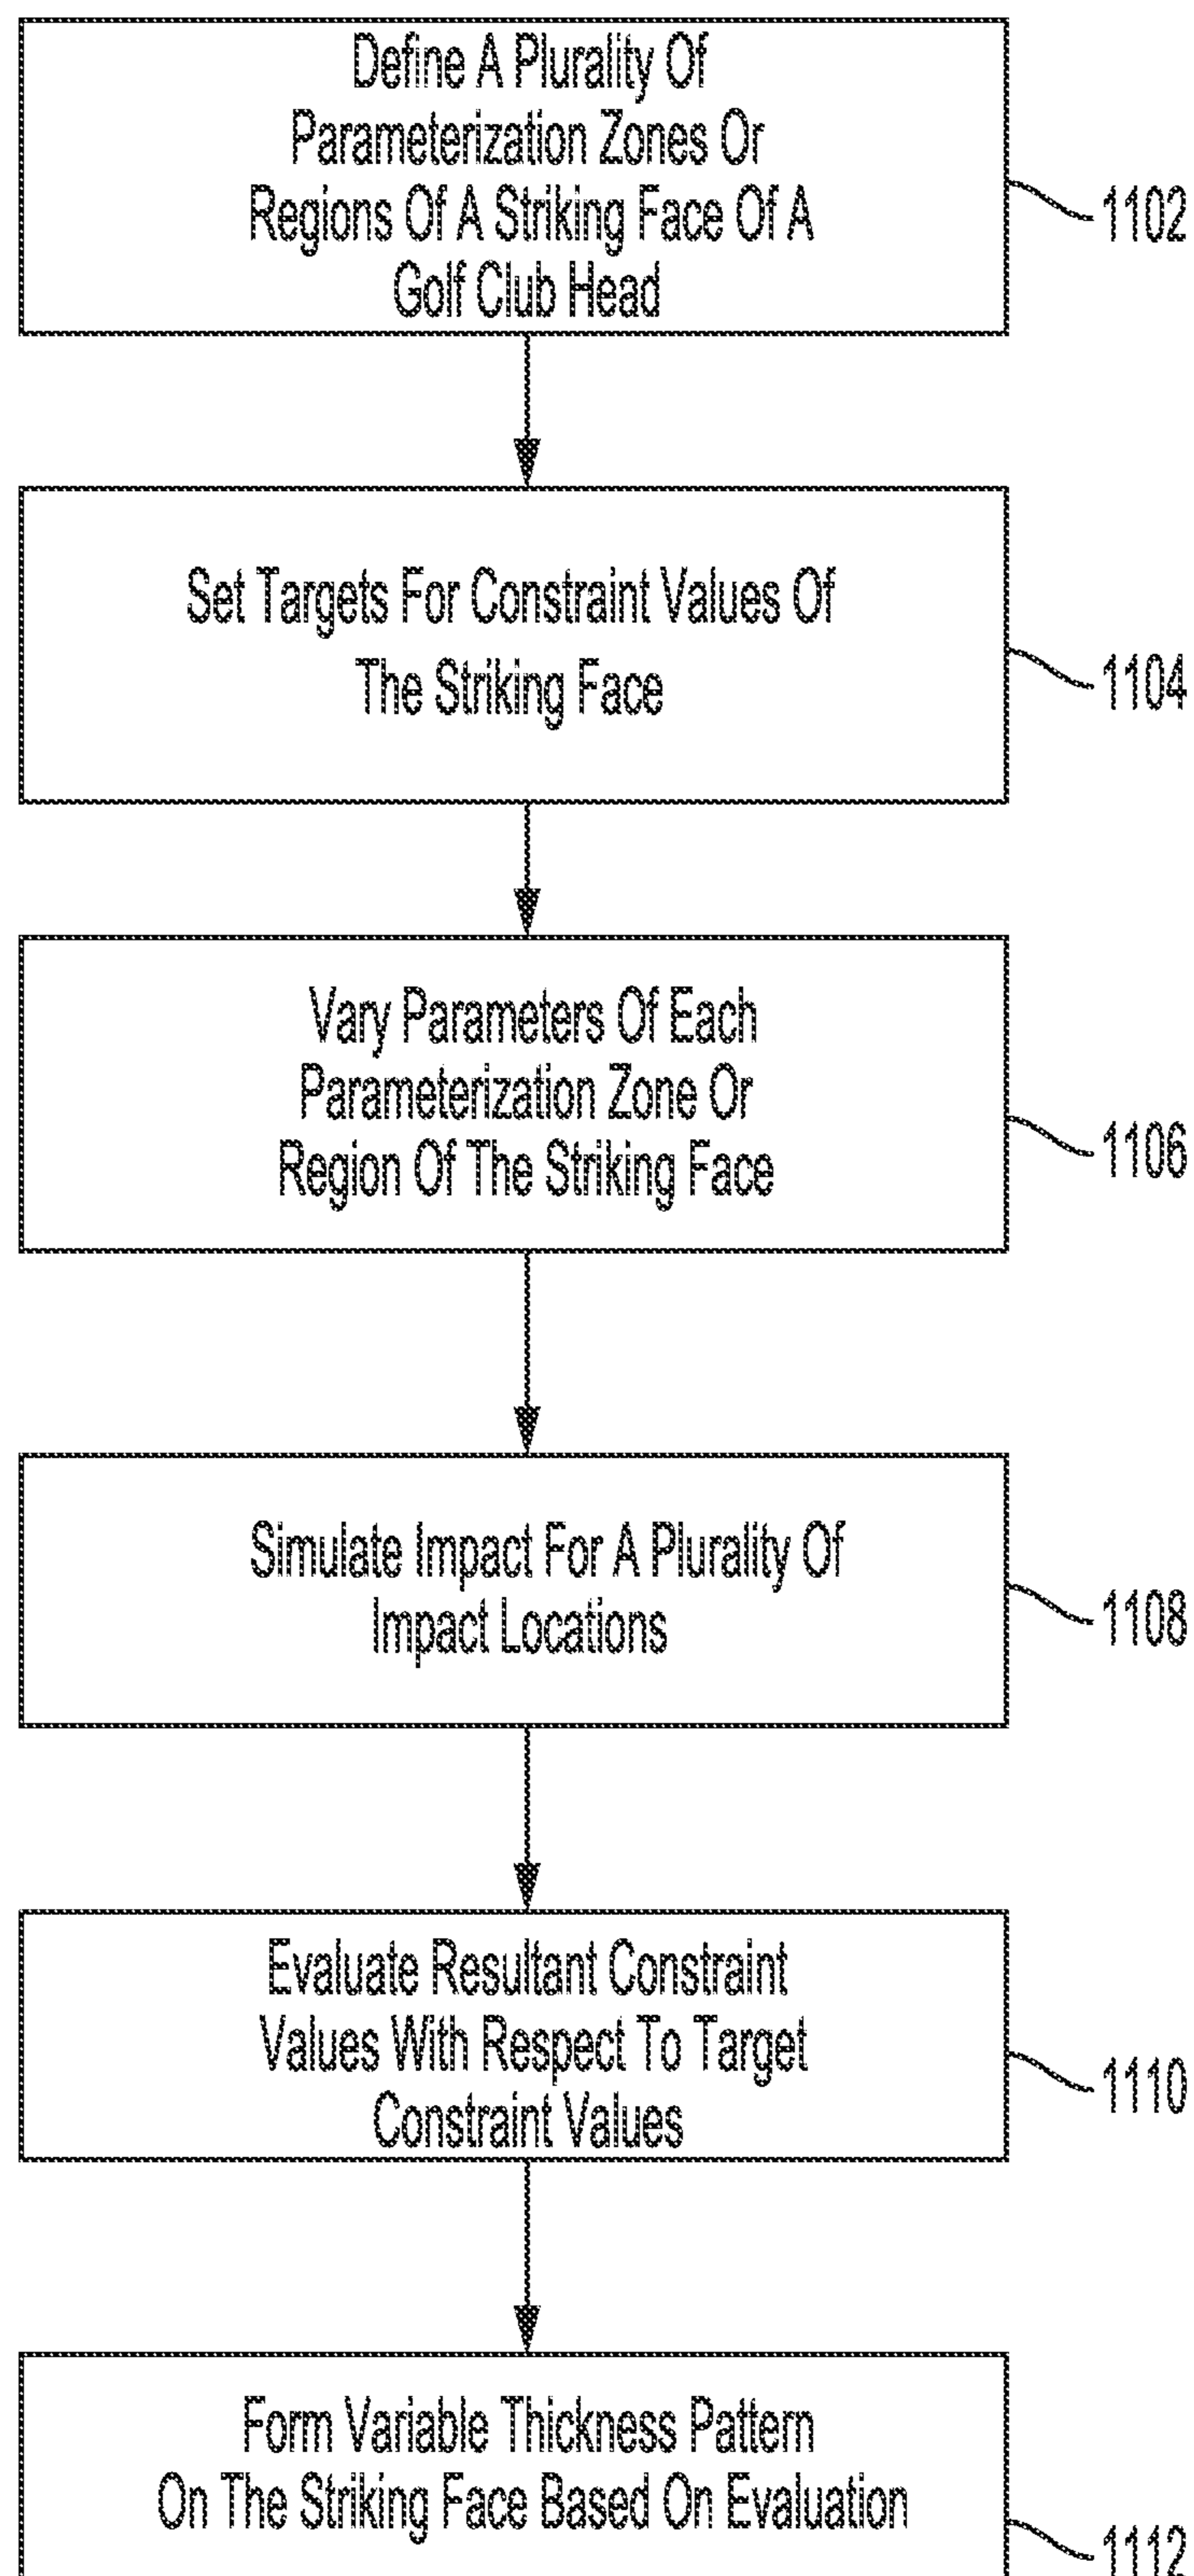 Define A Plurality Of
Parameterization Zones Or
Regions Of A Striking Face Of A
Golf Club Head
1102
Set Targets For Constraint Values Of
The Striking Face
1104
Vary Parameters Of Each
Parameterization Zone Or
Region Of The Striking Face
1106
Simulate Impact For A Plurality Of
Impact Locations
1108
Evaluate Resultant Constraint
Values With Respect To Target
Constraint Values
1110
Form Variable Thickness Pattern
On The Striking Face Based On Evaluation
1112